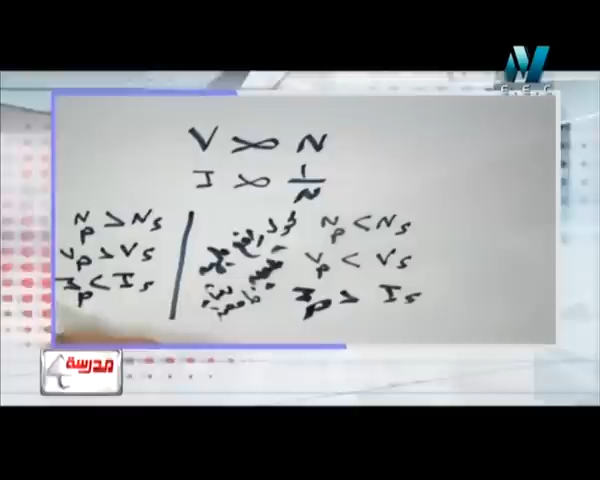 E.E.C
V ∝ N
I ∝ 1/N
Np > Ns
Vp > Vs
Ip < Is
Np < Ns
Vp < Vs
Ip > Is
مدرسة